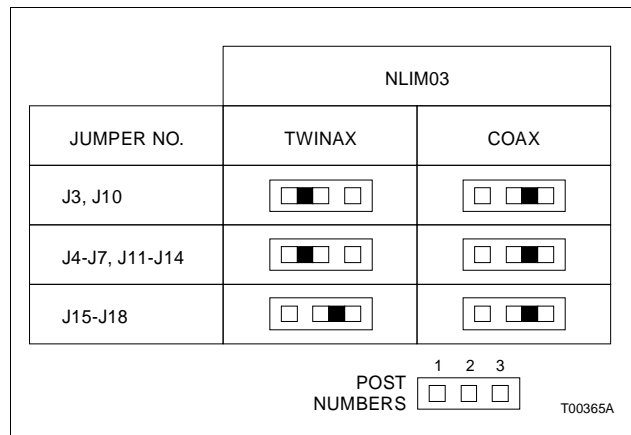 NLIM03
JUMPER NO. TWINAX COAX
J3, J10
J4-J7, J11-J14
J15-J18
1 2 3
POST
NUMBERS
T00365A